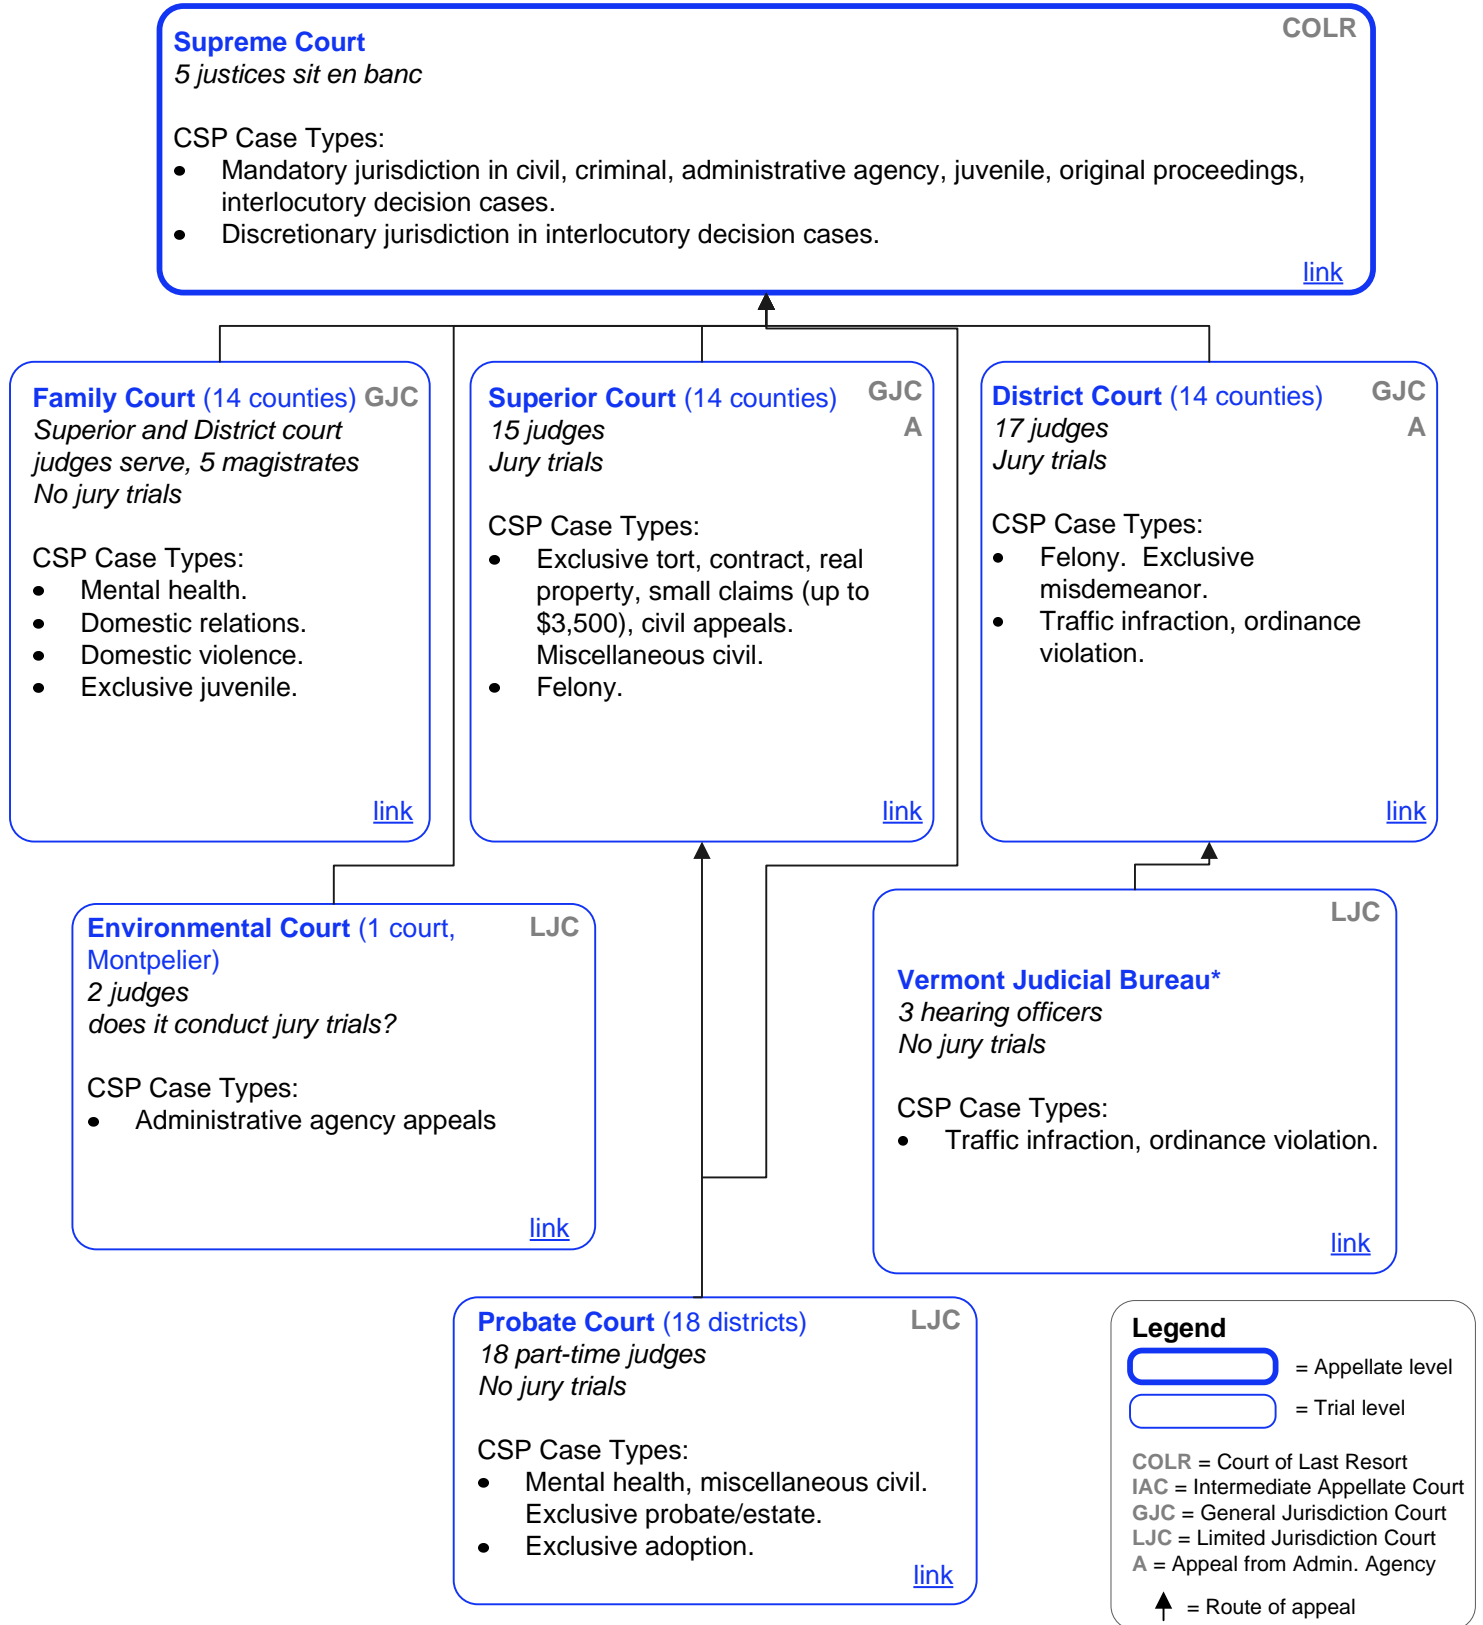 Supreme Court COLR
5 justices sit en banc
CSP Case Types:
• Mandatory jurisdiction in civil, criminal, administrative agency, juvenile, original proceedings,
interlocutory decision cases.
• Discretionary jurisdiction in interlocutory decision cases.
link
Family Court (14 counties) GJC
Superior and District court
judges serve, 5 magistrates
No jury trials
CSP Case Types:
• Mental health.
• Domestic relations.
• Domestic violence.
• Exclusive juvenile.
link
Superior Court (14 counties) GJC
15 judges A
Jury trials
CSP Case Types:
• Exclusive tort, contract, real
property, small claims (up to
$3,500), civil appeals.
Miscellaneous civil.
• Felony.
link
District Court (14 counties) GJC
17 judges A
Jury trials
CSP Case Types:
• Felony. Exclusive
misdemeanor.
• Traffic infraction, ordinance
violation.
link
Environmental Court (1 court, LJC
Montpelier)
2 judges
does it conduct jury trials?
CSP Case Types:
• Administrative agency appeals
link
LJC
Vermont Judicial Bureau*
3 hearing officers
No jury trials
CSP Case Types:
• Traffic infraction, ordinance violation.
link
Probate Court (18 districts) LJC
18 part-time judges
No jury trials
CSP Case Types:
• Mental health, miscellaneous civil.
Exclusive probate/estate.
• Exclusive adoption.
link
Legend
= Appellate level
= Trial level
COLR = Court of Last Resort
IAC = Intermediate Appellate Court
GJC = General Jurisdiction Court
LJC = Limited Jurisdiction Court
A = Appeal from Admin. Agency
= Route of appeal